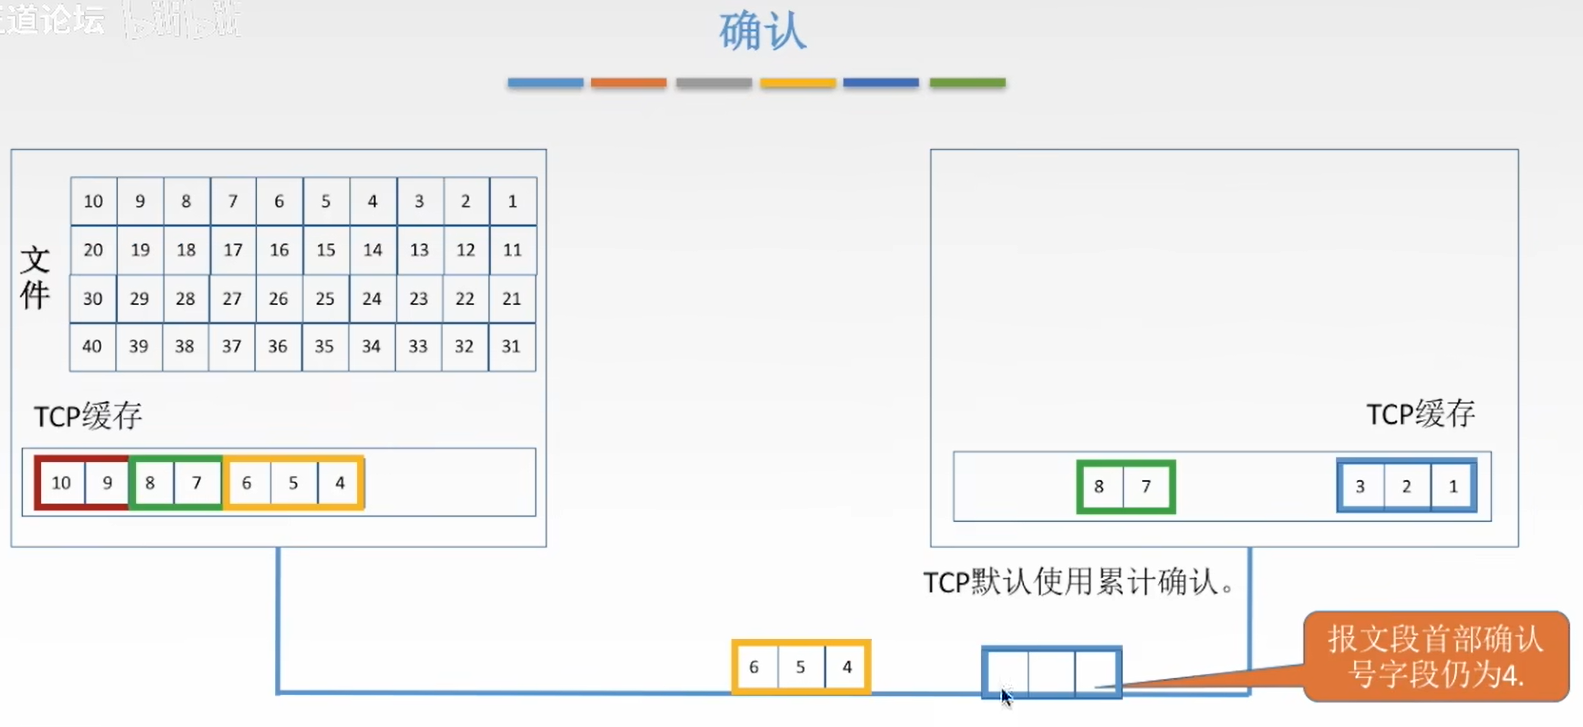 道论坛 bilibili
确认
10 9 8 7 6 5 4 3 2 1
20 19 18 17 16 15 14 13 12 11
30 29 28 27 26 25 24 23 22 21
40 39 38 37 36 35 34 33 32 31
文
件
TCP缓存
10 9 8 7 6 5 4
TCP缓存
8 7 3 2 1
TCP默认使用累计确认。
6 5 4
报文段首部确认
号字段仍为4.